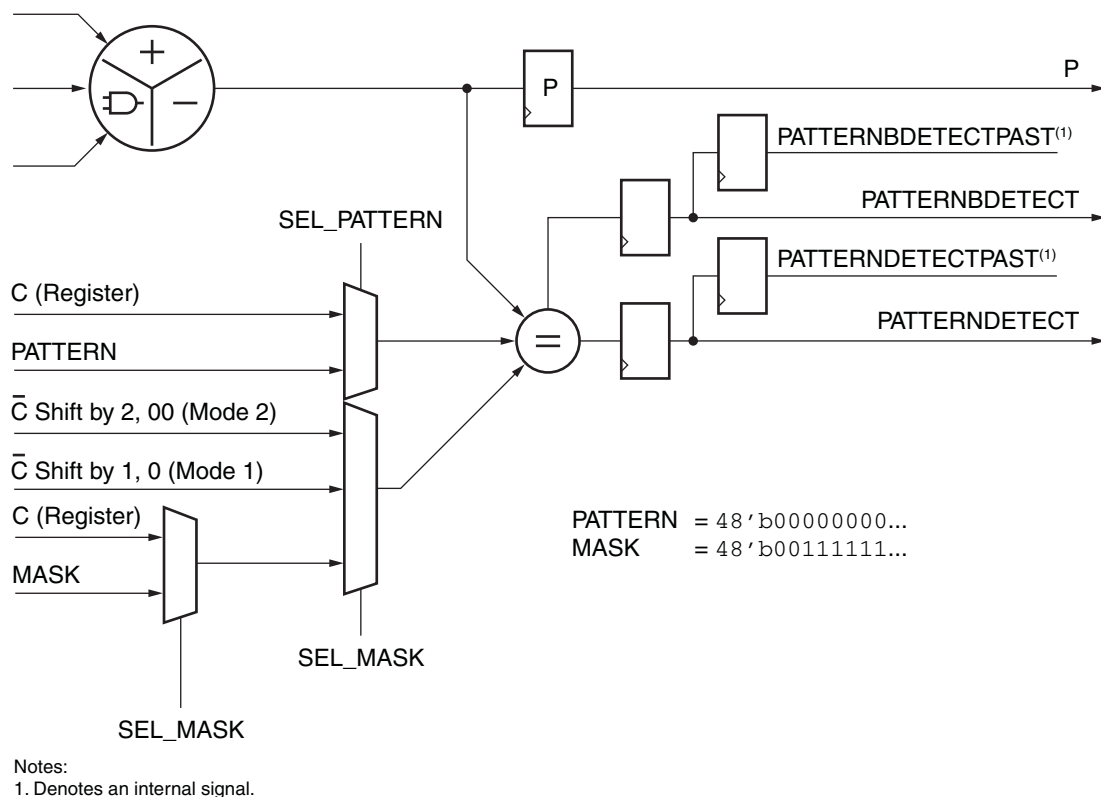 P
P
PATTERNBDETECTPAST(1)
PATTERNBDETECT
SEL_PATTERN
PATTERNDETECTPAST(1)
C (Register)
PATTERNDETECT
PATTERN
C̅ Shift by 2, 00 (Mode 2)
C̅ Shift by 1, 0 (Mode 1)
C (Register)
MASK
PATTERN = 48'b00000000...
MASK = 48'b00111111...
SEL_MASK
SEL_MASK
Notes:
1. Denotes an internal signal.